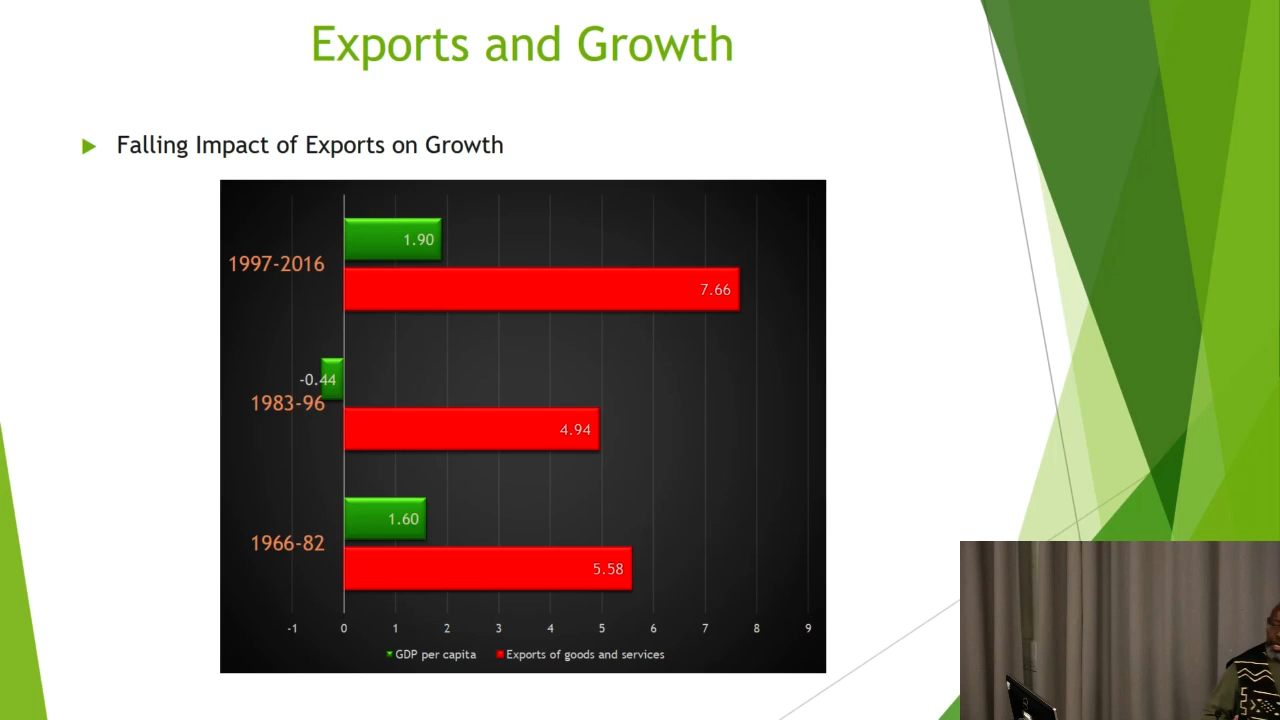 Exports and Growth
Falling Impact of Exports on Growth
1.90
1997-2016
7.66
-0.44
1983-96
4.94
1.60
1966-82
5.58
-1 0 1 2 3 4 5 6 7 8 9
GDP per capita Exports of goods and services